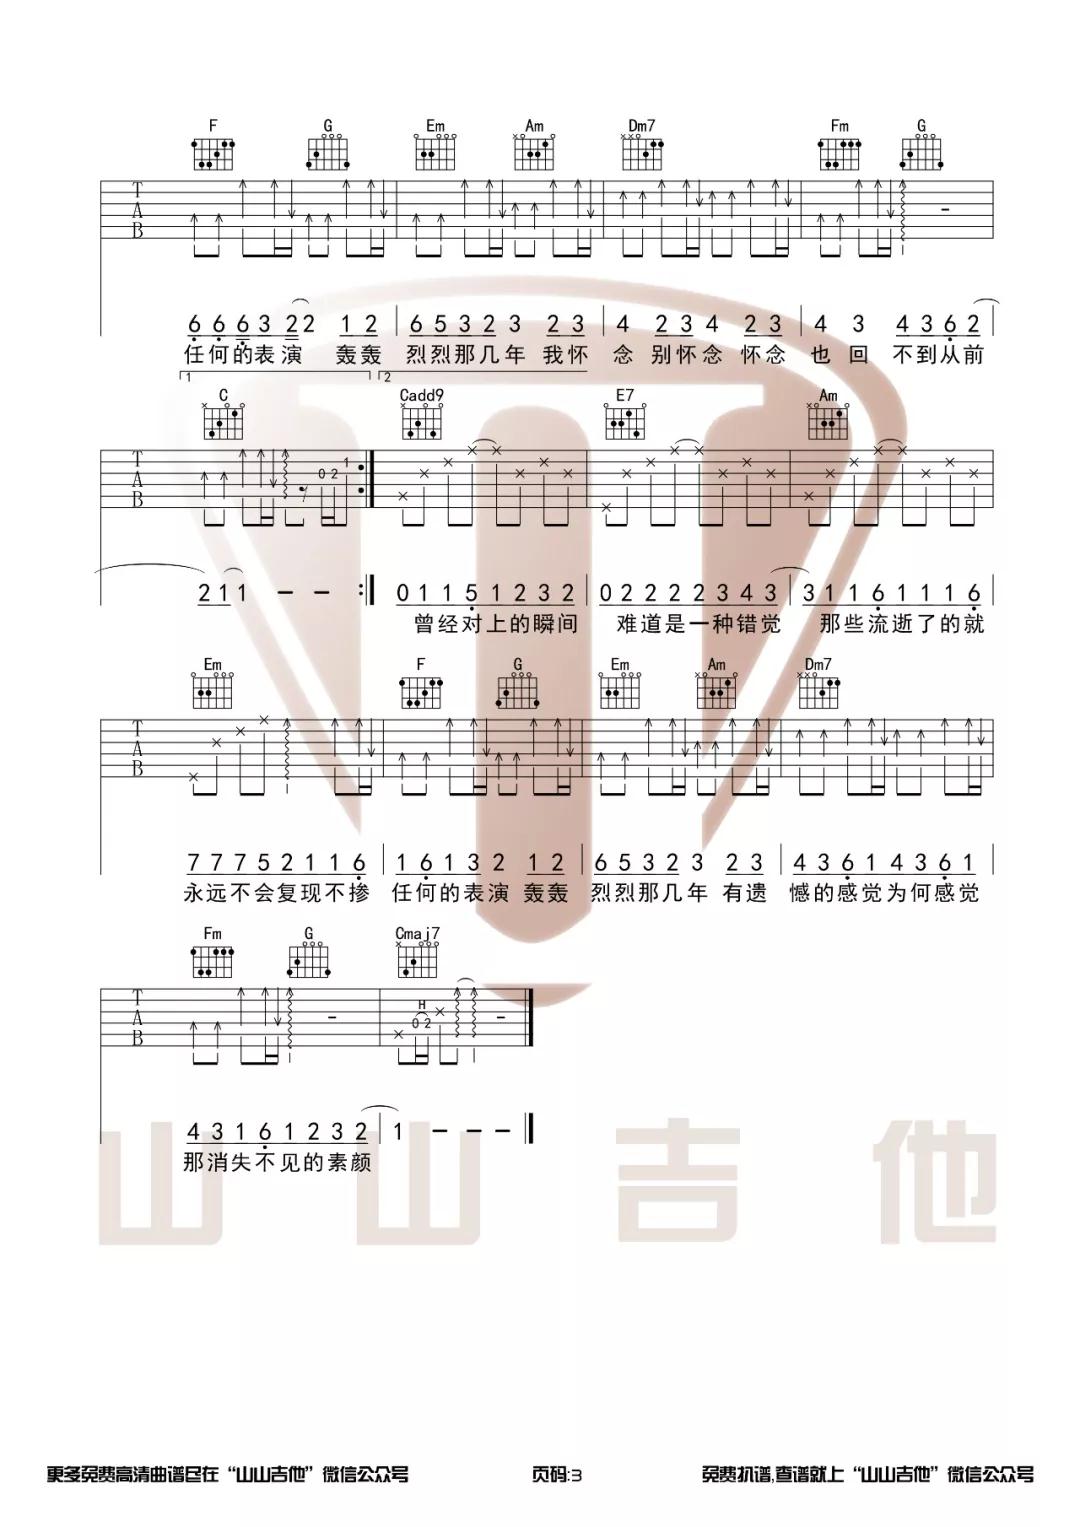 F G Em Am Dm7 Fm G
T
A
B
6 6 6 3 2 2 1 2 6 5 3 2 3 2 3 4 2 3 4 2 3 4 3 4 3 6 2
任何的表演 轰轰 烈烈那几年 我怀 念 别怀念 怀念 也 回 不到从前
1 2
C Cadd9 E7 Am
T
A
B
0 2 1
2 1 1 - - 0 1 1 5 1 2 3 2 0 2 2 2 2 3 4 3 3 1 1 6 1 1 1 6
曾经对上的瞬间 难道是一种错觉 那些流逝了的就
Em F G Em Am Dm7
T
A
B
7 7 7 5 2 1 1 6 1 6 1 3 2 1 2 6 5 3 2 3 2 3 4 3 6 1 4 3 6 1
永远不会复现不掺 任何的表演 轰轰 烈烈那几年 有遗 憾的感觉为何感觉
Fm G Cmaj7
T
A
B
H
0 2
4 3 1 6 1 2 3 2 1 - - -
那消失不见的素颜
山山吉他
更多免费高清曲谱尽在“山山吉他”微信公众号 页码:3 免费扒谱,查谱就上“山山吉他”微信公众号